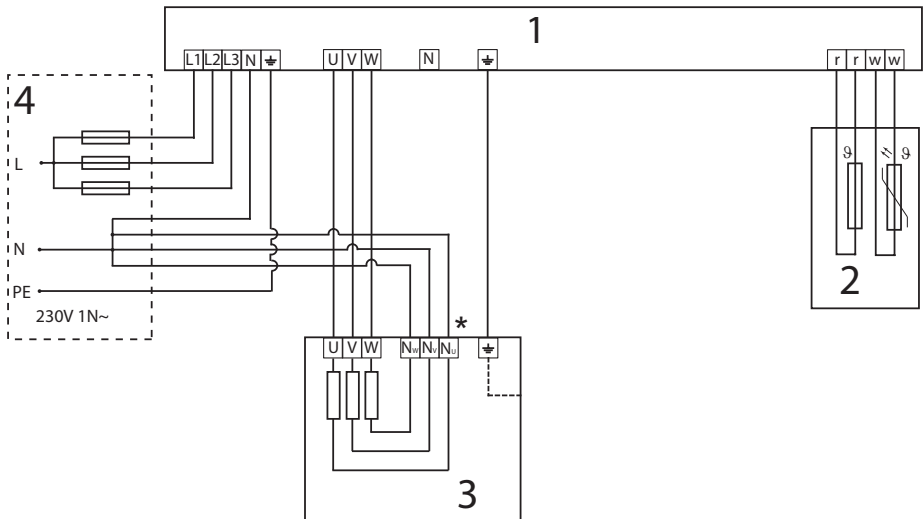 1
L1 L2 L3 N ⏚ U V W N ⏚ r r w w
4
L
N
PE
230V 1N~
ϑ ϑ
2
*
U V W Nw Nv Nu ⏚
3